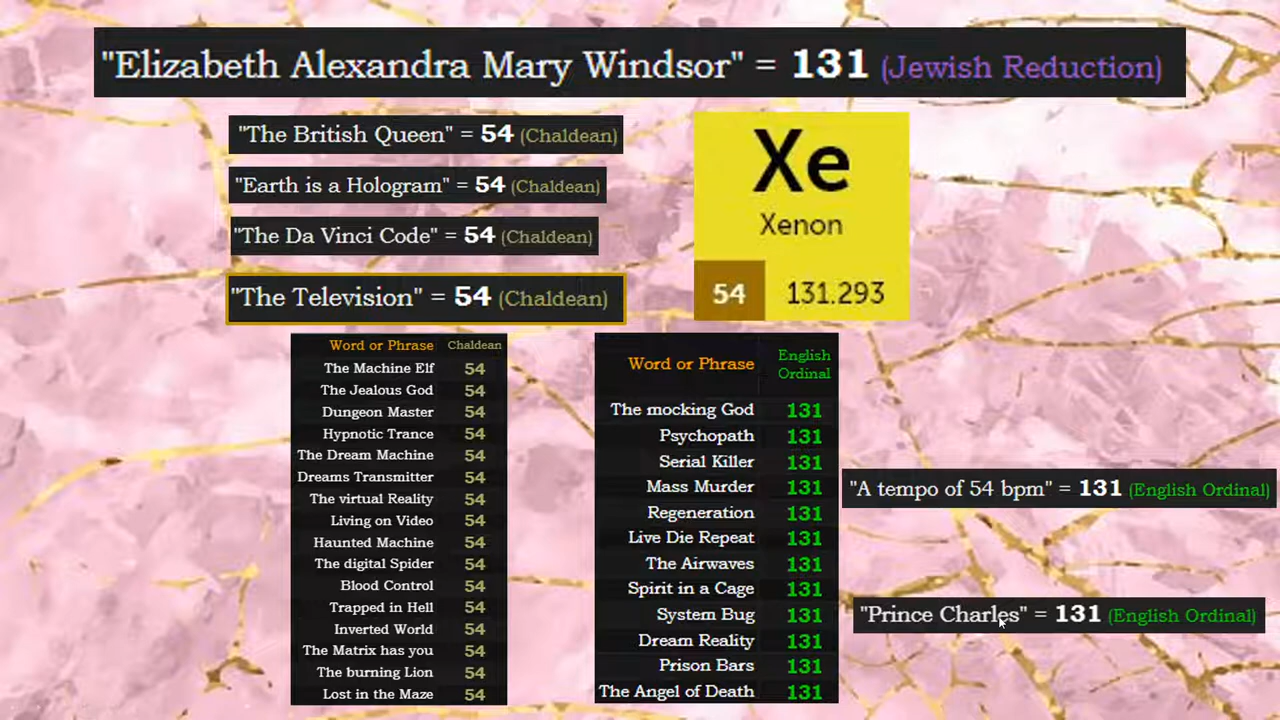 "Elizabeth Alexandra Mary Windsor" = 131 (Jewish Reduction)
"The British Queen" = 54 (Chaldean)
"Earth is a Hologram" = 54 (Chaldean)
"The Da Vinci Code" = 54 (Chaldean)
"The Television" = 54 (Chaldean)
Xe
Xenon
54 131.293
Word or Phrase Chaldean
The Machine Elf 54
The Jealous God 54
Dungeon Master 54
Hypnotic Trance 54
The Dream Machine 54
Dreams Transmitter 54
The virtual Reality 54
Living on Video 54
Haunted Machine 54
The digital Spider 54
Blood Control 54
Trapped in Hell 54
Inverted World 54
The Matrix has you 54
The burning Lion 54
Lost in the Maze 54
Word or Phrase English
Ordinal
The mocking God 131
Psychopath 131
Serial Killer 131
Mass Murder 131
Regeneration 131
Live Die Repeat 131
The Airwaves 131
Spirit in a Cage 131
System Bug 131
Dream Reality 131
Prison Bars 131
The Angel of Death 131
"A tempo of 54 bpm" = 131 (English Ordinal)
"Prince Charles" = 131 (English Ordinal)